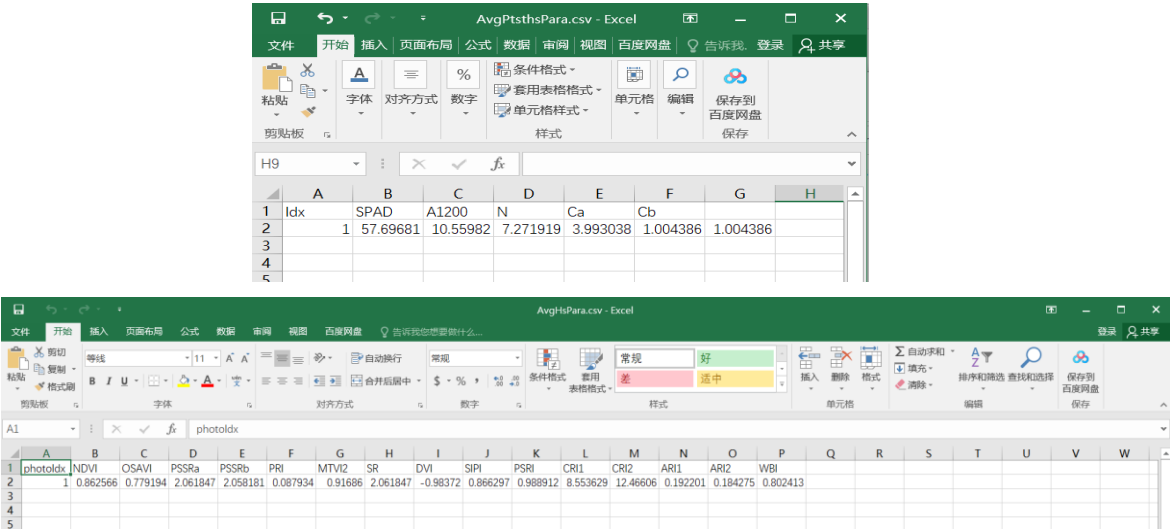 AvgPtsthsPara.csv - Excel
文件 开始 插入 页面布局 公式 数据 审阅 视图 百度网盘 告诉我. 登录 共享
粘贴 字体 对齐方式 % 数字 条件格式 套用表格格式 单元格样式 单元格 编辑 保存到 百度网盘
剪贴板 样式 保存
H9 fx
A B C D E F G H
1 Idx SPAD A1200 N Ca Cb
2 1 57.69681 10.55982 7.271919 3.993038 1.004386 1.004386
3
4
5
AvgHsPara.csv - Excel
文件 开始 插入 页面布局 公式 数据 审阅 视图 百度网盘 告诉我您想要做什么... 登录 共享
粘贴 剪切 复制 格式刷 等线 11 A A B I U A 自动换行 合并后居中 常规 $ % 条件格式 套用 表格格式 常规 好 差 适中 插入 删除 格式 自动求和 填充 清除 排序和筛选 查找和选择 保存到 百度网盘
剪贴板 字体 对齐方式 数字 样式 单元格 编辑 保存
A1 fx photoIdx
A B C D E F G H I J K L M N O P Q R S T U V W
1 photoIdx NDVI OSAVI PSSRa PSSRb PRI MTVI2 SR DVI SIPI PSRI CRI1 CRI2 ARI1 ARI2 WBI
2 1 0.862566 0.779194 2.061847 2.058181 0.087934 0.91686 2.061847 -0.98372 0.866297 0.988912 8.553629 12.46606 0.192201 0.184275 0.802413
3
4
5